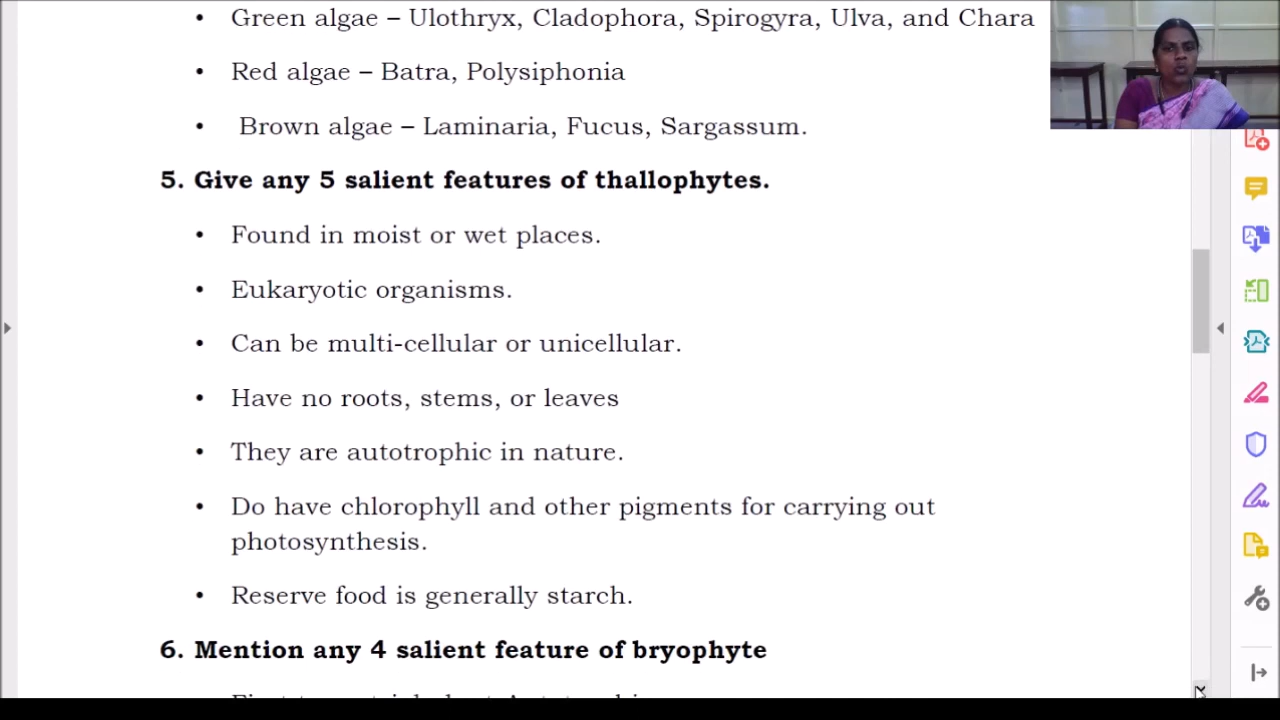 • Green algae – Ulothryx, Cladophora, Spirogyra, Ulva, and Chara
• Red algae – Batra, Polysiphonia
• Brown algae – Laminaria, Fucus, Sargassum.
5. Give any 5 salient features of thallophytes.
• Found in moist or wet places.
• Eukaryotic organisms.
• Can be multi-cellular or unicellular.
• Have no roots, stems, or leaves
• They are autotrophic in nature.
• Do have chlorophyll and other pigments for carrying out
photosynthesis.
• Reserve food is generally starch.
6. Mention any 4 salient feature of bryophyte